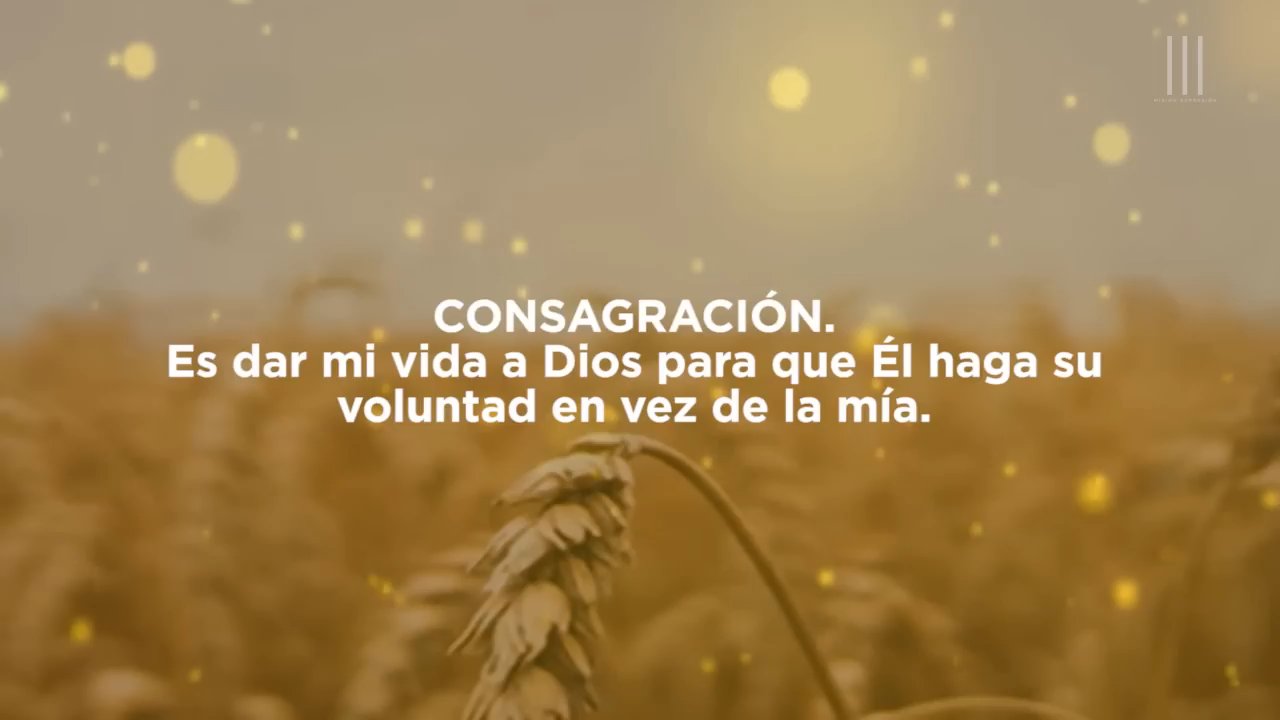 CONSAGRACIÓN.
Es dar mi vida a Dios para que Él haga su
voluntad en vez de la mía.